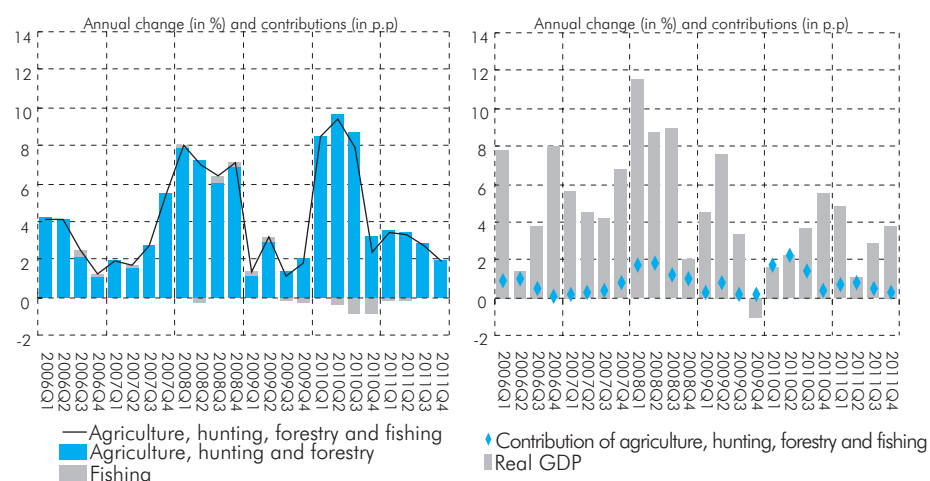 Annual change (in %) and contributions (in p.p)
14
12
10
8
6
4
2
0
-2
2006Q1
2006Q2
2006Q3
2006Q4
2007Q1
2007Q2
2007Q3
2007Q4
2008Q1
2008Q2
2008Q3
2008Q4
2009Q1
2009Q2
2009Q3
2009Q4
2010Q1
2010Q2
2010Q3
2010Q4
2011Q1
2011Q2
2011Q3
2011Q4
Agriculture, hunting, forestry and fishing
Agriculture, hunting and forestry
Fishing
Annual change (in %) and contributions (in p.p)
14
12
10
8
6
4
2
0
-2
2006Q1
2006Q2
2006Q3
2006Q4
2007Q1
2007Q2
2007Q3
2007Q4
2008Q1
2008Q2
2008Q3
2008Q4
2009Q1
2009Q2
2009Q3
2009Q4
2010Q1
2010Q2
2010Q3
2010Q4
2011Q1
2011Q2
2011Q3
2011Q4
Contribution of agriculture, hunting, forestry and fishing
Real GDP